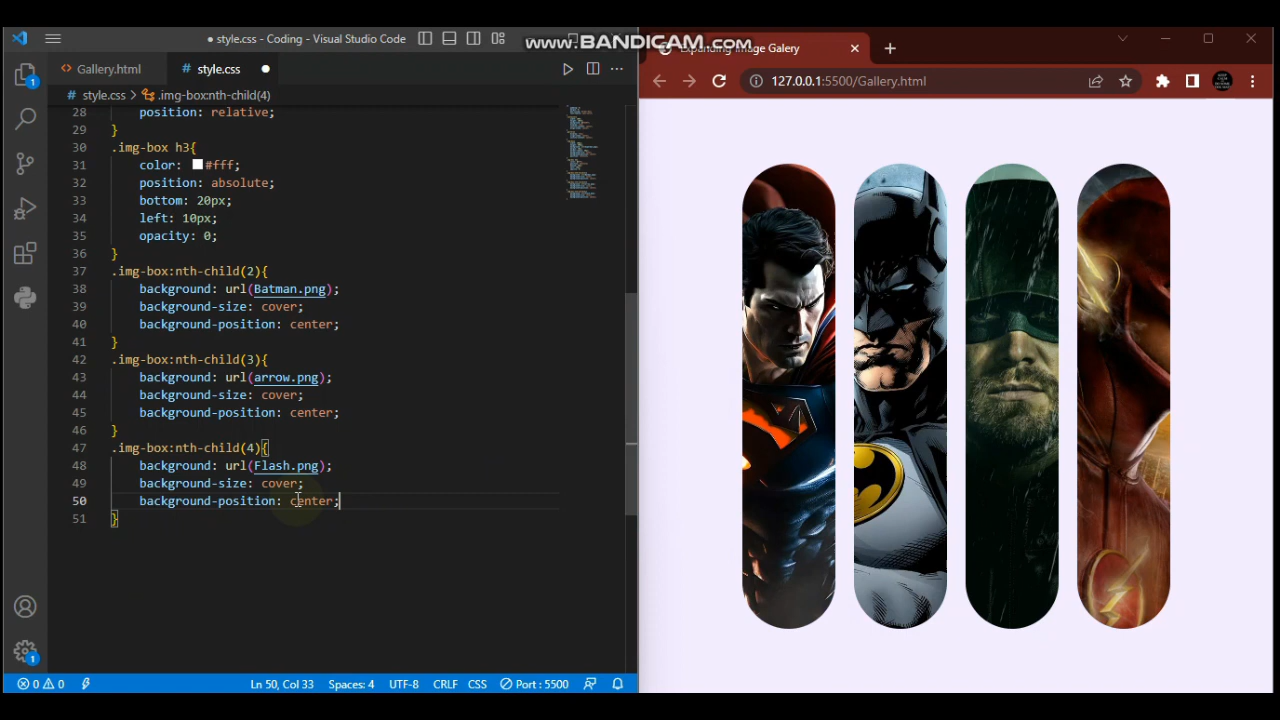 style.css - Coding - Visual Studio Code
www.BANDICAM.com
Expanding Image Galery
Gallery.html
style.css
127.0.0.1:5500/Gallery.html
style.css > .img-box:nth-child(4)
28 position: relative;
29 }
30 .img-box h3{
31 color: #fff;
32 position: absolute;
33 bottom: 20px;
34 left: 10px;
35 opacity: 0;
36 }
37 .img-box:nth-child(2){
38 background: url(Batman.png);
39 background-size: cover;
40 background-position: center;
41 }
42 .img-box:nth-child(3){
43 background: url(arrow.png);
44 background-size: cover;
45 background-position: center;
46 }
47 .img-box:nth-child(4){
48 background: url(Flash.png);
49 background-size: cover;
50 background-position: center;
51 }
1
1
0 0 Ln 50, Col 33 Spaces: 4 UTF-8 CRLF CSS Port : 5500